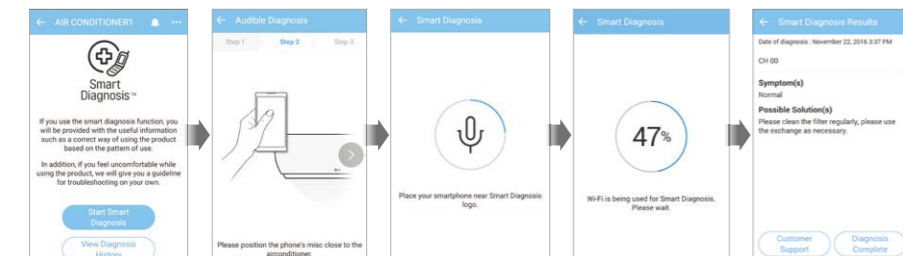 ← AIR CONDITIONER1
Smart
Diagnosis™
If you use the smart diagnosis function, you
will be provided with the useful information
such as a correct way of using the product
based on the pattern of use.
In addition, if you feel uncomfortable while
using the product, we will give you a guideline
for troubleshooting on your own.
Start Smart
Diagnosis
View Diagnosis
History
← Audible Diagnosis
Step 1 Step 2 Step 3
Please position the phone's misc close to the
airconditioner.
← Smart Diagnosis
Place your smartphone near Smart Diagnosis
logo.
← Smart Diagnosis
47%
Wi-Fi is being used for Smart Diagnosis.
Please wait.
← Smart Diagnosis Results
Date of diagnosis : November 22, 2016 3:37 PM
CH 00
Symptom(s)
Normal
Possible Solution(s)
Please clean the filter regularly, please use
the exchange as necessary.
Customer
Support
Diagnosis
Complete